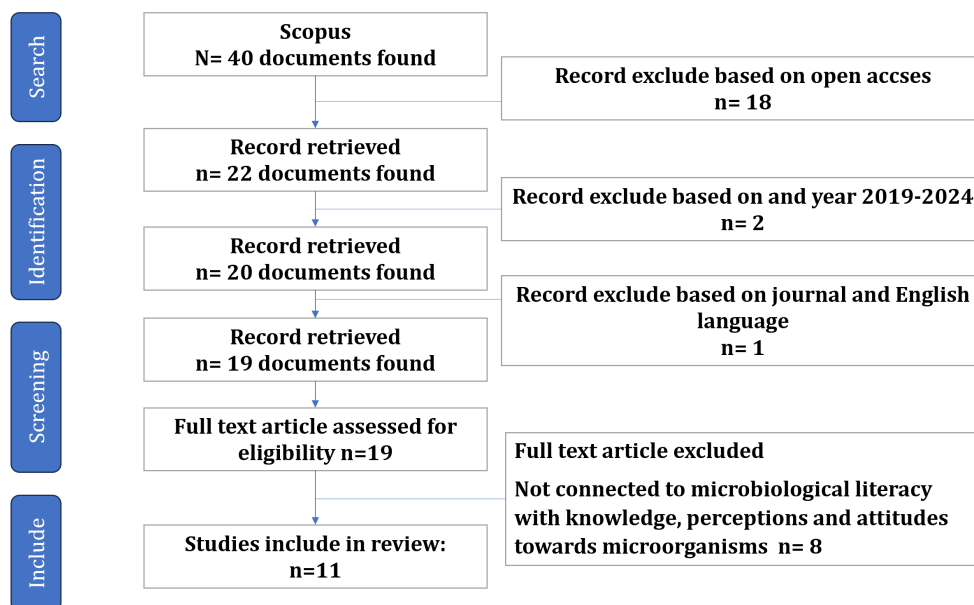 Search
Scopus
N= 40 documents found
Record exclude based on open accses
n= 18
Identification
Record retrieved
n= 22 documents found
Record exclude based on and year 2019-2024
n= 2
Record retrieved
n= 20 documents found
Record exclude based on journal and English
language
n= 1
Screening
Record retrieved
n= 19 documents found
Full text article assessed for
eligibility n=19
Full text article excluded
Not connected to microbiological literacy
with knowledge, perceptions and attitudes
towards microorganisms n= 8
Include
Studies include in review:
n=11